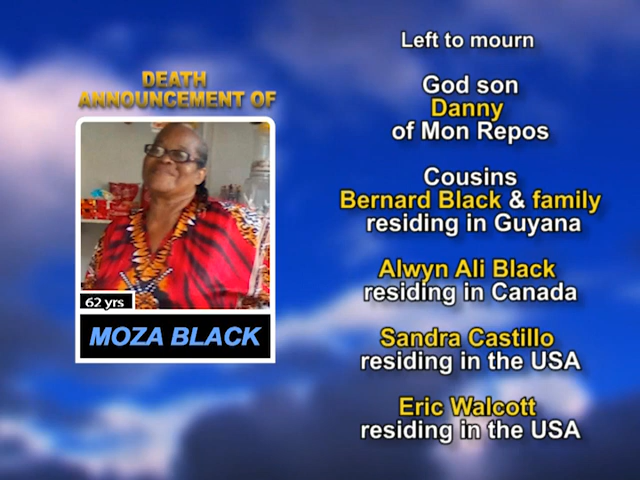 DEATH
ANNOUNCEMENT OF
62 yrs
MOZA BLACK
Left to mourn
God son
Danny
of Mon Repos
Cousins
Bernard Black & family
residing in Guyana
Alwyn Ali Black
residing in Canada
Sandra Castillo
residing in the USA
Eric Walcott
residing in the USA